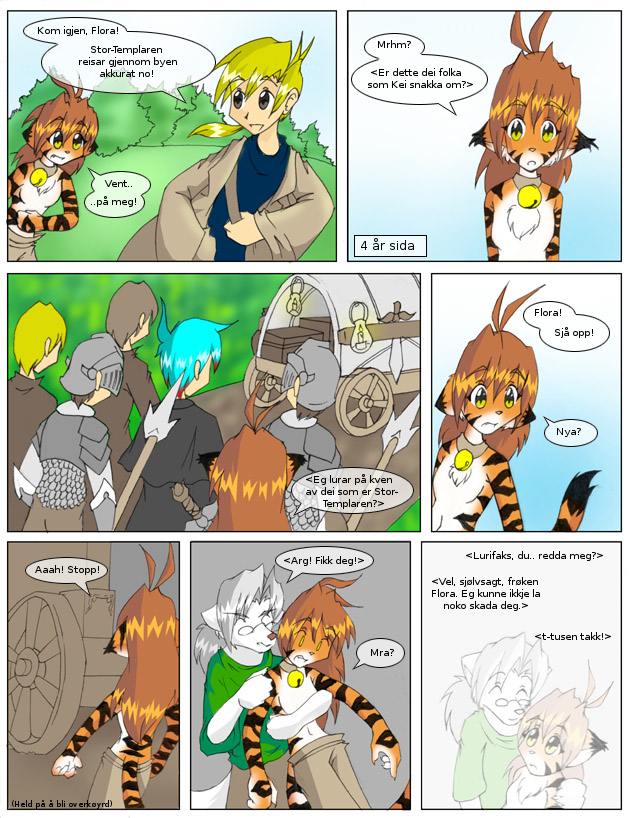 Kom igjen, Flora!
Stor-Templaren
reisar gjennom byen
akkurat no!
Vent..
..på meg!
Mrhm?
<Er dette dei folka
som Kei snakka om?>
4 år sida
<Eg lurar på kven
av dei som er Stor-
Templaren?>
Flora!
Sjå opp!
Nya?
Aaah! Stopp!
(Held på å bli overkøyrd)
<Arg! Fikk deg!>
Mra?
<Lurifaks, du.. redda meg?>
<Vel, sjølvsagt, frøken
Flora. Eg kunne ikkje la
noko skada deg.>
<t-tusen takk!>